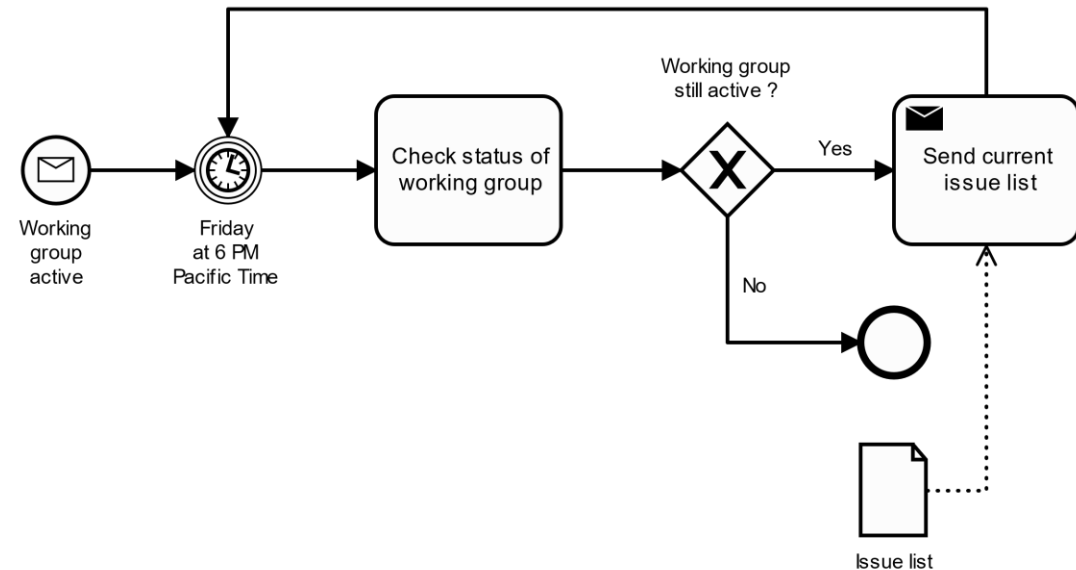 Working
group
active
Friday
at 6 PM
Pacific Time
Check status of
working group
Working group
still active ?
Yes
No
Send current
issue list
Issue list